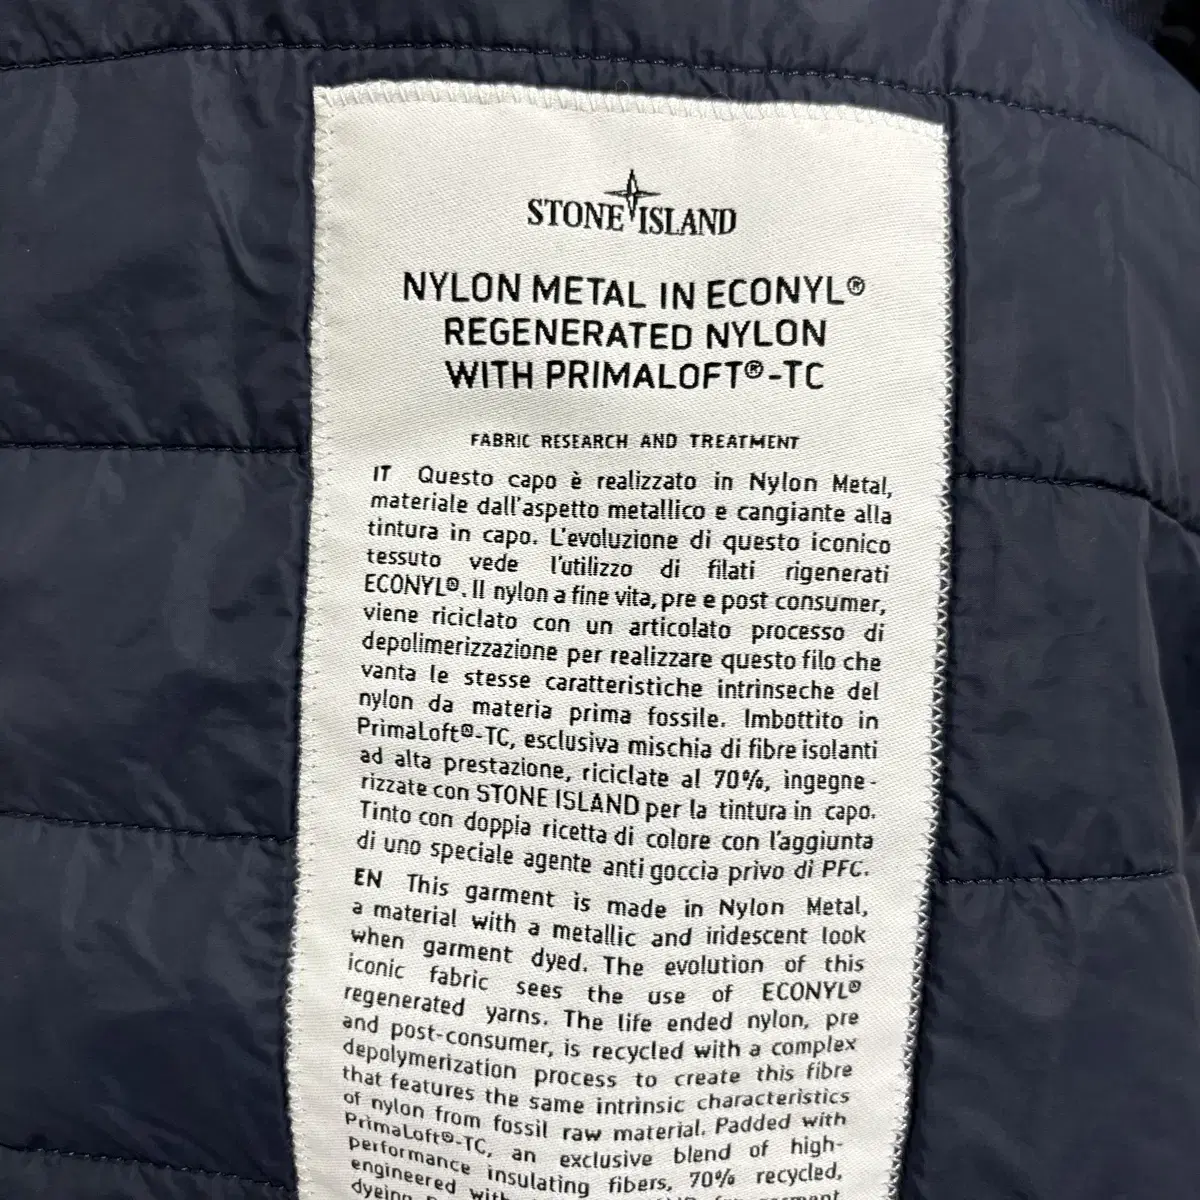 STONE ISLAND
NYLON METAL IN ECONYL®
REGENERATED NYLON
WITH PRIMALOFT®-TC
FABRIC RESEARCH AND TREATMENT
IT Questo capo è realizzato in Nylon Metal,
materiale dall'aspetto metallico e cangiante alla
tintura in capo. L'evoluzione di questo iconico
tessuto vede l'utilizzo di filati rigenerati
ECONYL®. Il nylon a fine vita, pre e post consumer,
viene riciclato con un articolato processo di
depolimerizzazione per realizzare questo filo che
vanta le stesse caratteristiche intrinseche del
nylon da materia prima fossile. Imbottito in
PrimaLoft®-TC, esclusiva mischia di fibre isolanti
ad alta prestazione, riciclate al 70%, ingegne-
rizzate con STONE ISLAND per la tintura in capo.
Tinto con doppia ricetta di colore con l'aggiunta
di uno speciale agente anti goccia privo di PFC.
EN This garment is made in Nylon Metal,
a material with a metallic and iridescent look
when garment dyed. The evolution of this
iconic fabric sees the use of ECONYL®
regenerated yarns. The life ended nylon, pre
and post-consumer, is recycled with a complex
depolymerization process to create this fibre
that features the same intrinsic characteristics
of nylon from fossil raw material. Padded with
PrimaLoft®-TC, an exclusive blend of high-
performance insulating fibers, 70% recycled,
engineered with
dyeing